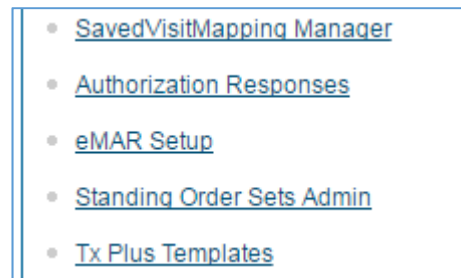 SavedVisitMapping Manager
Authorization Responses
eMAR Setup
Standing Order Sets Admin
Tx Plus Templates